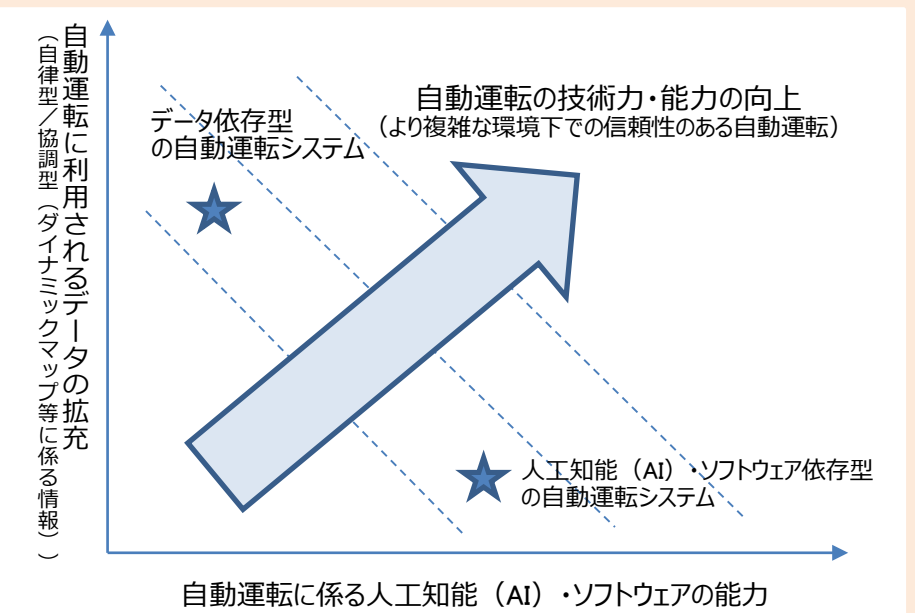 自動運転に利用されるデータの拡充
（自律型／協調型（ダイナミックマップ等に係る情報））
データ依存型
の自動運転システム
自動運転の技術力・能力の向上
（より複雑な環境下での信頼性のある自動運転）
人工知能（AI）・ソフトウェア依存型
の自動運転システム
自動運転に係る人工知能（AI）・ソフトウェアの能力